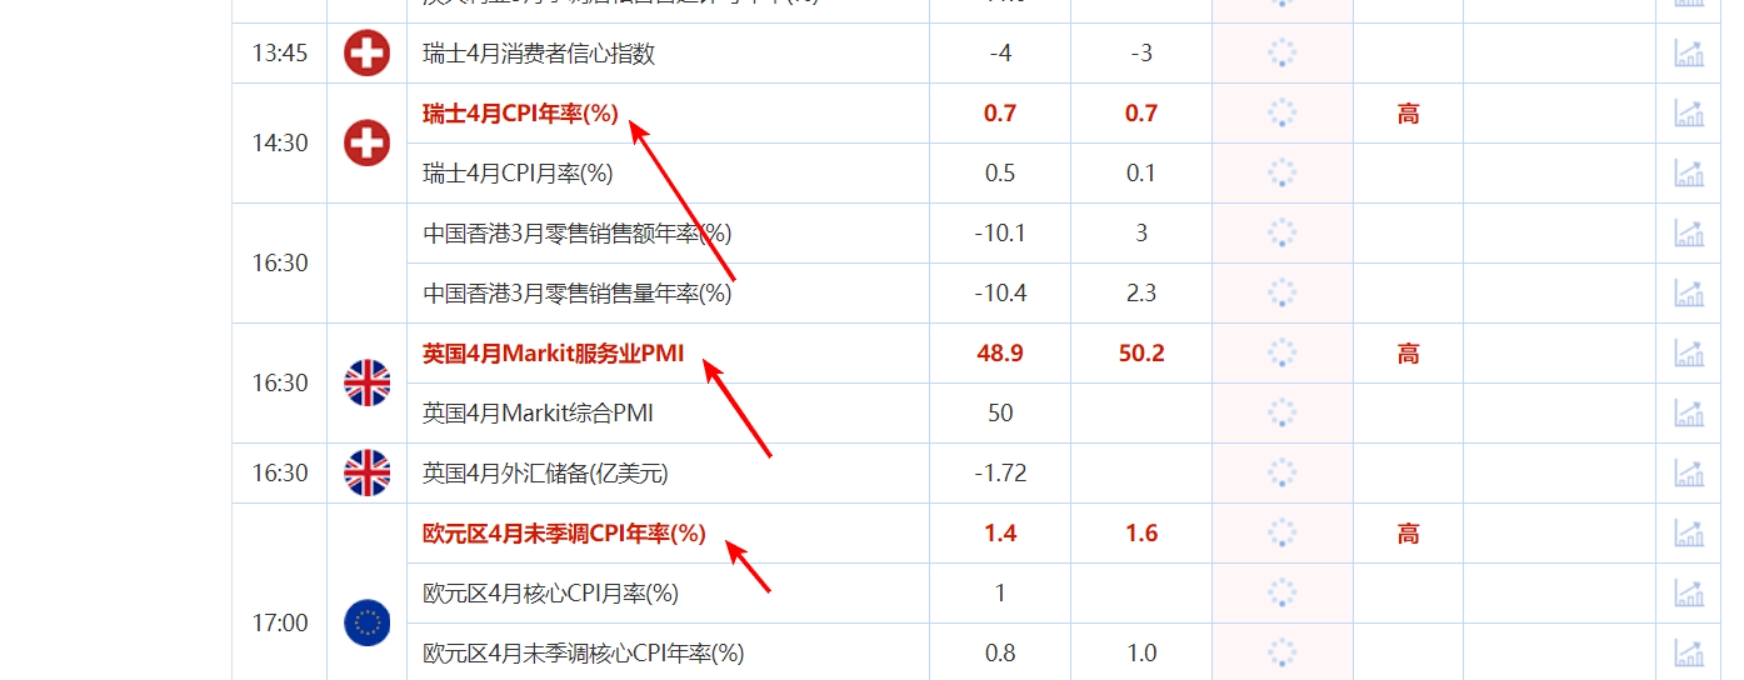 13:45 瑞士4月消费者信心指数 -4 -3
瑞士4月CPI年率(%) 0.7 0.7 高
14:30
瑞士4月CPI月率(%) 0.5 0.1
中国香港3月零售销售额年率(%) -10.1 3
16:30
中国香港3月零售销售量年率(%) -10.4 2.3
英国4月Markit服务业PMI 48.9 50.2 高
16:30
英国4月Markit综合PMI 50
16:30 英国4月外汇储备(亿美元) -1.72
欧元区4月未季调CPI年率(%) 1.4 1.6 高
欧元区4月核心CPI月率(%) 1
17:00
欧元区4月未季调核心CPI年率(%) 0.8 1.0